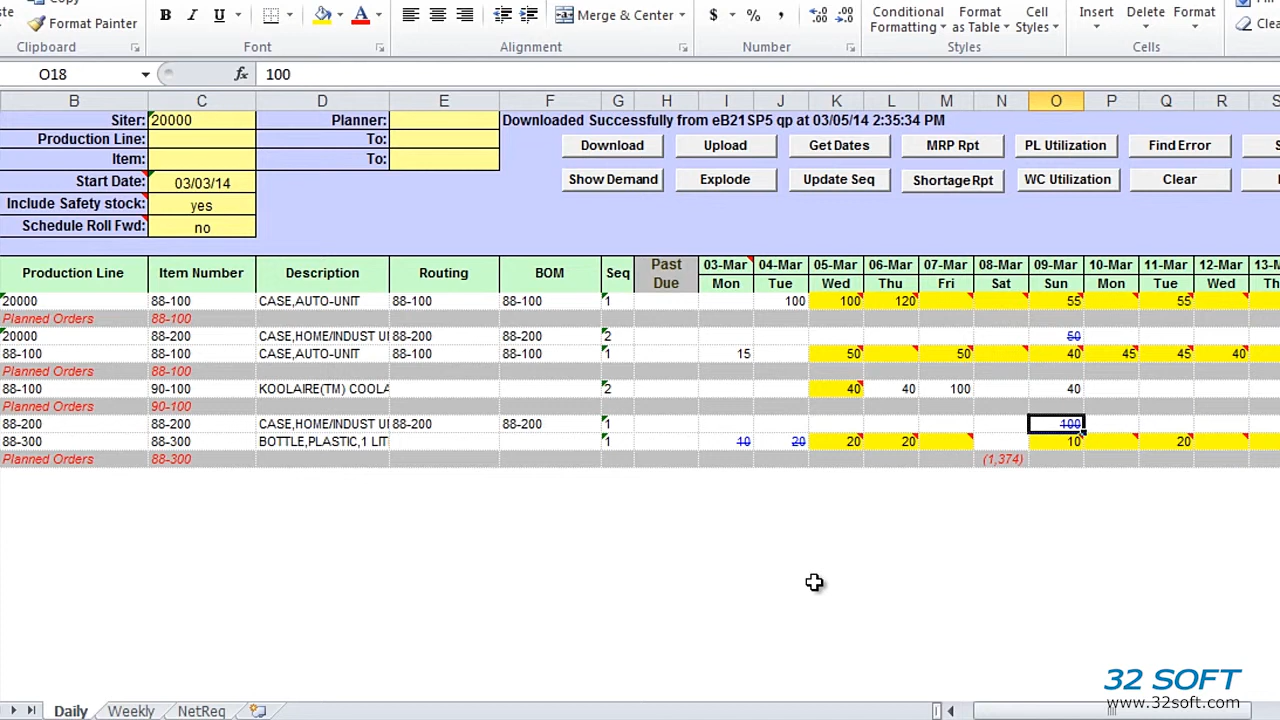 Copy
Format Painter
B I U A
Merge & Center
$ % ,
Conditional Formatting
Format as Table
Cell Styles
Insert Delete Format
Clipboard Font Alignment Number Styles Cells
O18 fx 100
B C D E F G H I J K L M N O P Q R S
Siter: 20000 Planner: Downloaded Successfully from eB21SP5 qp at 03/05/14 2:35:34 PM
Production Line: To: Download Upload Get Dates MRP Rpt PL Utilization Find Error S
Item: To:
Start Date: 03/03/14 Show Demand Explode Update Seq Shortage Rpt WC Utilization Clear
Include Safety stock: yes
Schedule Roll Fwd: no
Production Line Item Number Description Routing BOM Seq Past Due 03-Mar 04-Mar 05-Mar 06-Mar 07-Mar 08-Mar 09-Mar 10-Mar 11-Mar 12-Mar 13-M
Mon Tue Wed Thu Fri Sat Sun Mon Tue Wed Th
20000 88-100 CASE,AUTO-UNIT 88-100 88-100 1 100 100 120 55 55
Planned Orders 88-100
20000 88-200 CASE,HOME/INDUST UI 88-200 88-200 2 50
88-100 88-100 CASE,AUTO-UNIT 88-100 88-100 1 15 50 50 40 45 45 40
Planned Orders 88-100
88-100 90-100 KOOLAIRE(TM) COOLA 2 40 40 100 40
Planned Orders 90-100
88-200 88-200 CASE,HOME/INDUST UI 88-200 88-200 1 100
88-300 88-300 BOTTLE,PLASTIC,1 LIT 1 10 20 20 20 10 20
Planned Orders 88-300 (1,374)
32 SOFT
www.32soft.com
Daily Weekly NetReq